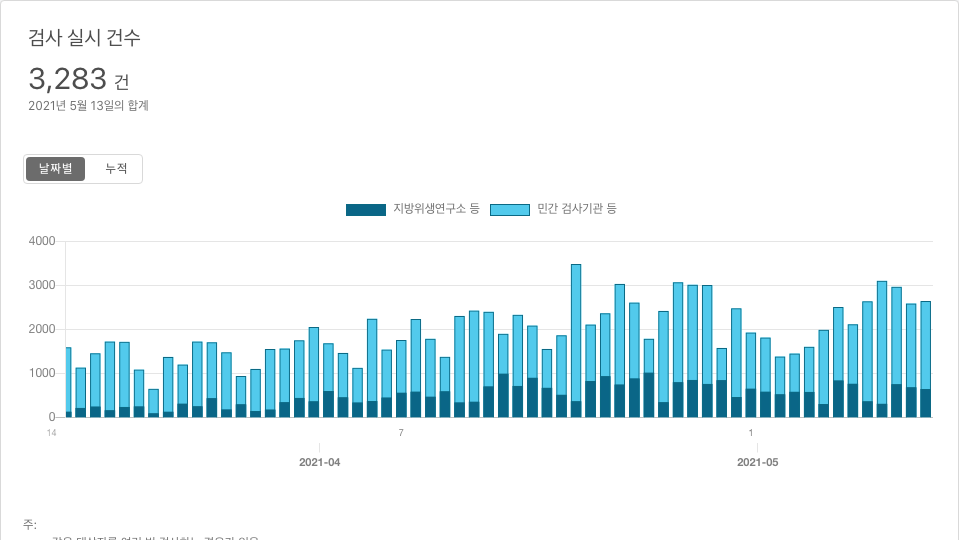 검사 실시 건수
3,283 건
2021년 5월 13일의 합계
날짜별 누적
지방위생연구소 등 민간 검사기관 등
4000
3000
2000
1000
0
14 7 1
2021-04 2021-05
주: